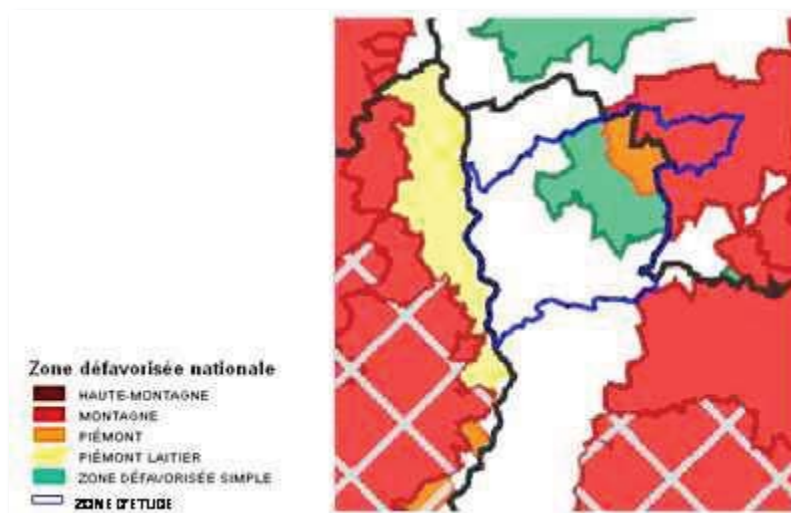 Zone défavorisée nationale
HAUTE-MONTAGNE
MONTAGNE
PIÉMONT
PIÉMONT LAITIER
ZONE DÉFAVORISÉE SIMPLE
ZONE D'ETUDE